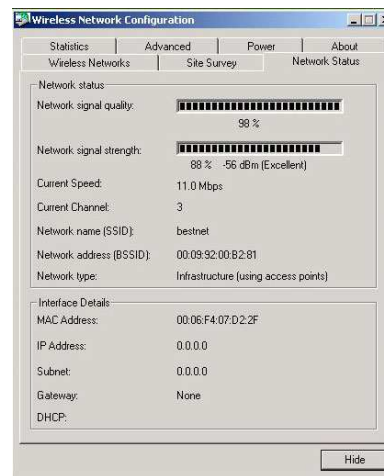 Wireless Network Configuration
Statistics Advanced Power About
Wireless Networks Site Survey Network Status
Network status
Network signal quality:
98 %
Network signal strength:
88 % -56 dBm (Excellent)
Current Speed: 11.0 Mbps
Current Channel: 3
Network name (SSID): bestnet
Network address (BSSID): 00:09:92:00:B2:81
Network type: Infrastructure (using access points)
Interface Details
MAC Address: 00:06:F4:07:D2:2F
IP Address: 0.0.0.0
Subnet: 0.0.0.0
Gateway: None
DHCP:
Hide